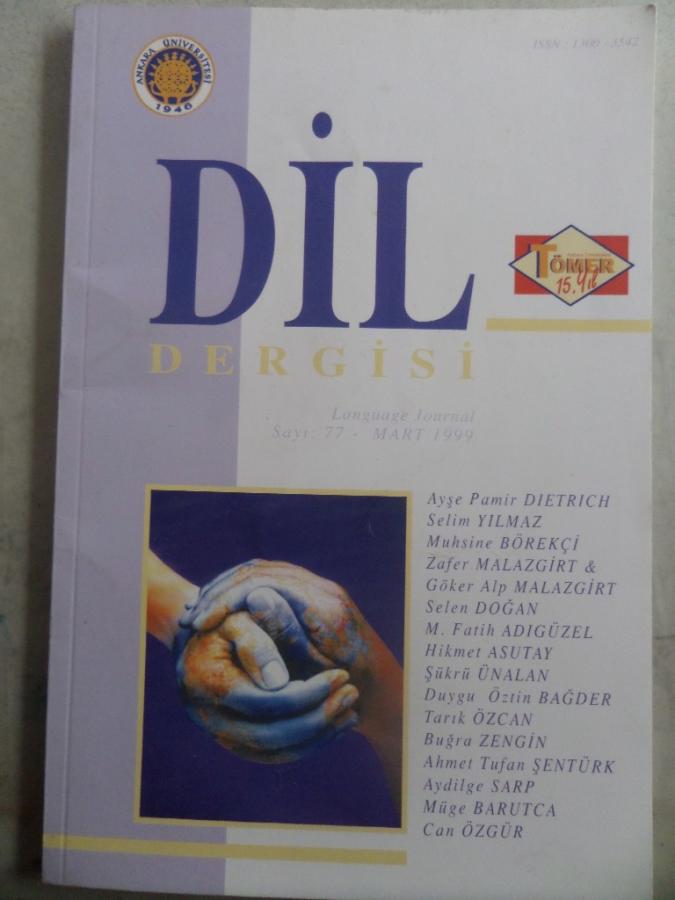 ISSN : 1300 -3542
ANKARA ÜNİVERSİTESİ
1946
DİL
TÖMER
15. Yıl
DERGİSİ
Language Journal
Sayı: 77 - MART 1999
Ayşe Pamir DIETRICH
Selim YILMAZ
Muhsine BÖREKÇİ
Zafer MALAZGİRT &
Göker Alp MALAZGİRT
Selen DOĞAN
M. Fatih ADIGÜZEL
Hikmet ASUTAY
Şükrü ÜNALAN
Duygu Öztin BAĞDER
Tarık ÖZCAN
Buğra ZENGİN
Ahmet Tufan ŞENTÜRK
Aydilge SARP
Müge BARUTCA
Can ÖZGÜR